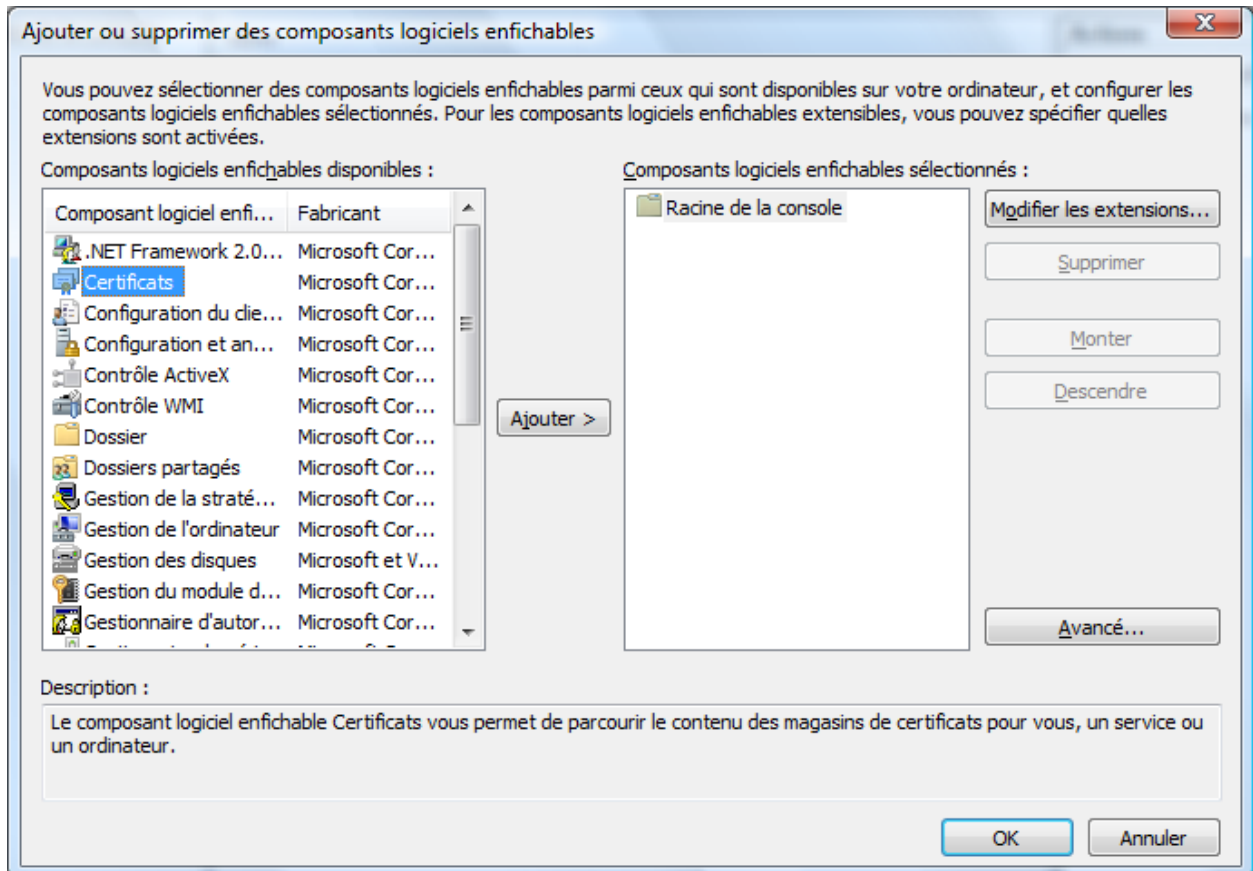 Ajouter ou supprimer des composants logiciels enfichables
Vous pouvez sélectionner des composants logiciels enfichables parmi ceux qui sont disponibles sur votre ordinateur, et configurer les
composants logiciels enfichables sélectionnés. Pour les composants logiciels enfichables extensibles, vous pouvez spécifier quelles
extensions sont activées.
Composants logiciels enfichables disponibles :
Composant logiciel enfi... Fabricant
.NET Framework 2.0... Microsoft Cor...
Certificats Microsoft Cor...
Configuration du clie... Microsoft Cor...
Configuration et an... Microsoft Cor...
Contrôle ActiveX Microsoft Cor...
Contrôle WMI Microsoft Cor...
Dossier Microsoft Cor...
Dossiers partagés Microsoft Cor...
Gestion de la straté... Microsoft Cor...
Gestion de l'ordinateur Microsoft Cor...
Gestion des disques Microsoft et V...
Gestion du module d... Microsoft Cor...
Gestionnaire d'autor... Microsoft Cor...
Ajouter >
Composants logiciels enfichables sélectionnés :
Racine de la console
Modifier les extensions...
Supprimer
Monter
Descendre
Avancé...
Description :
Le composant logiciel enfichable Certificats vous permet de parcourir le contenu des magasins de certificats pour vous, un service ou
un ordinateur.
OK
Annuler